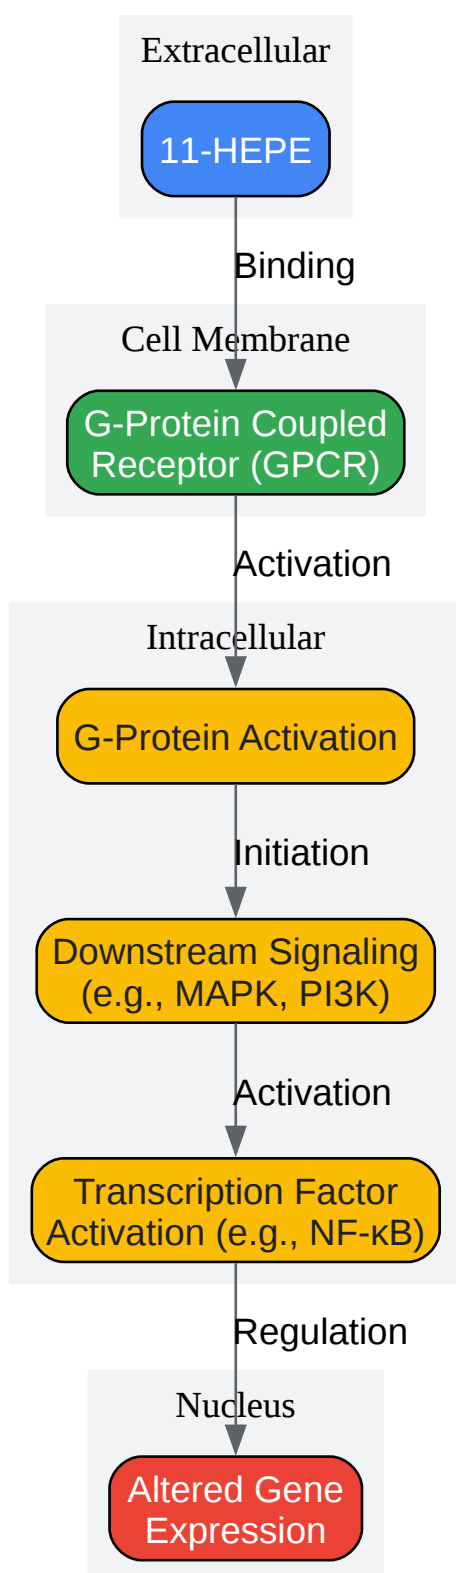 Extracellular
11-HEPE
Binding
Cell Membrane
G-Protein Coupled
Receptor (GPCR)
Activation
Intracellular
G-Protein Activation
Initiation
Downstream Signaling
(e.g., MAPK, PI3K)
Activation
Transcription Factor
Activation (e.g., NF-κB)
Regulation
Nucleus
Altered Gene
Expression